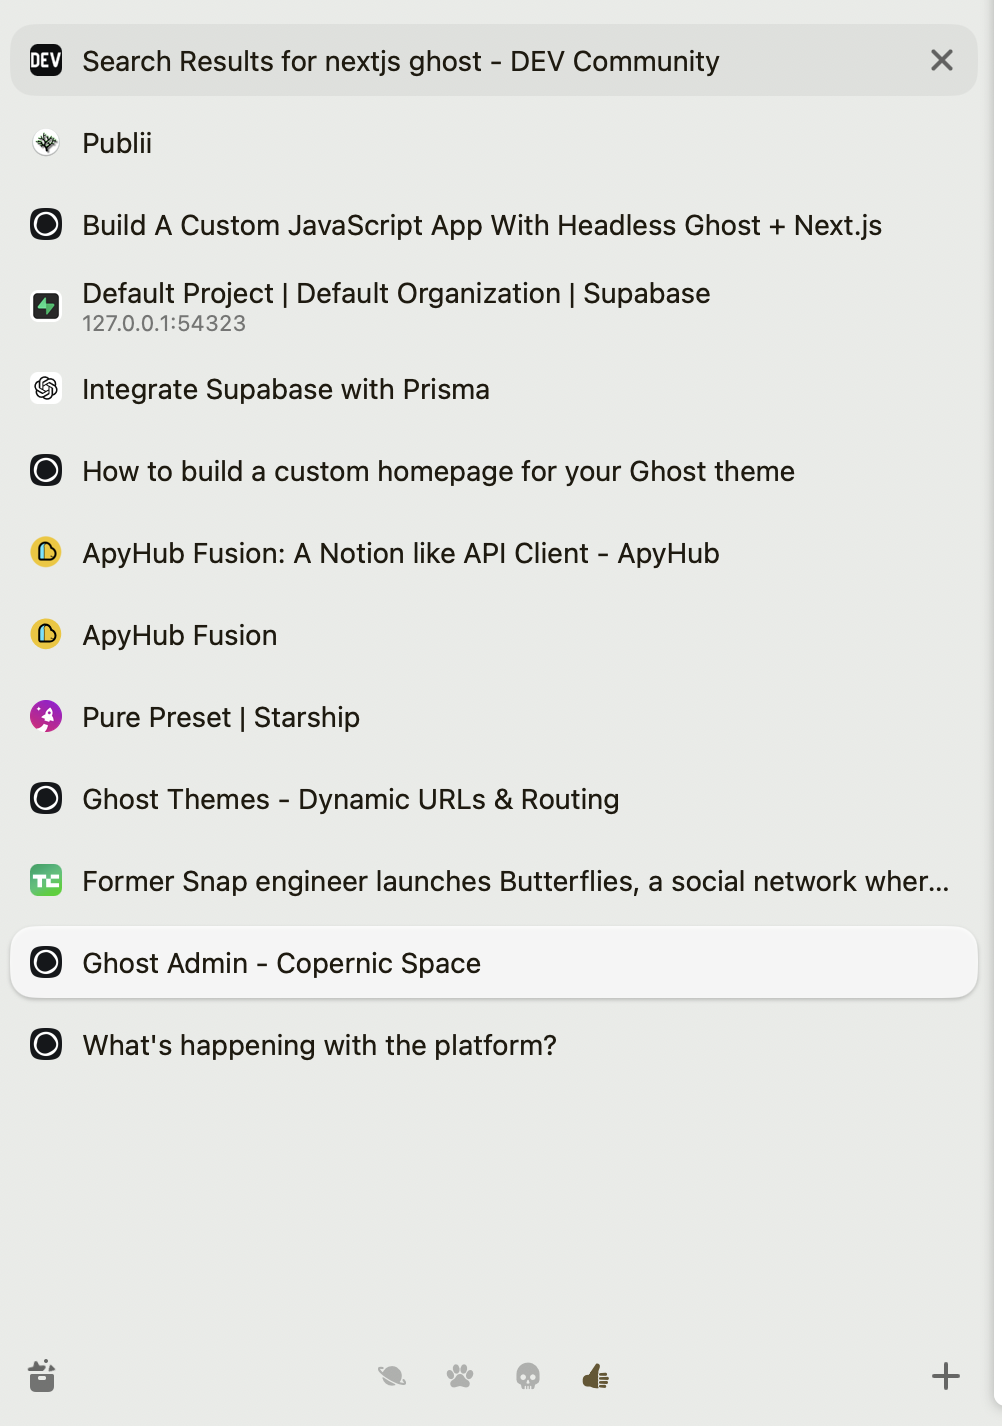 DEV Search Results for nextjs ghost - DEV Community
Publii
Build A Custom JavaScript App With Headless Ghost + Next.js
Default Project | Default Organization | Supabase
127.0.0.1:54323
Integrate Supabase with Prisma
How to build a custom homepage for your Ghost theme
ApyHub Fusion: A Notion like API Client - ApyHub
ApyHub Fusion
Pure Preset | Starship
Ghost Themes - Dynamic URLs & Routing
TC Former Snap engineer launches Butterflies, a social network wher...
Ghost Admin - Copernic Space
What's happening with the platform?